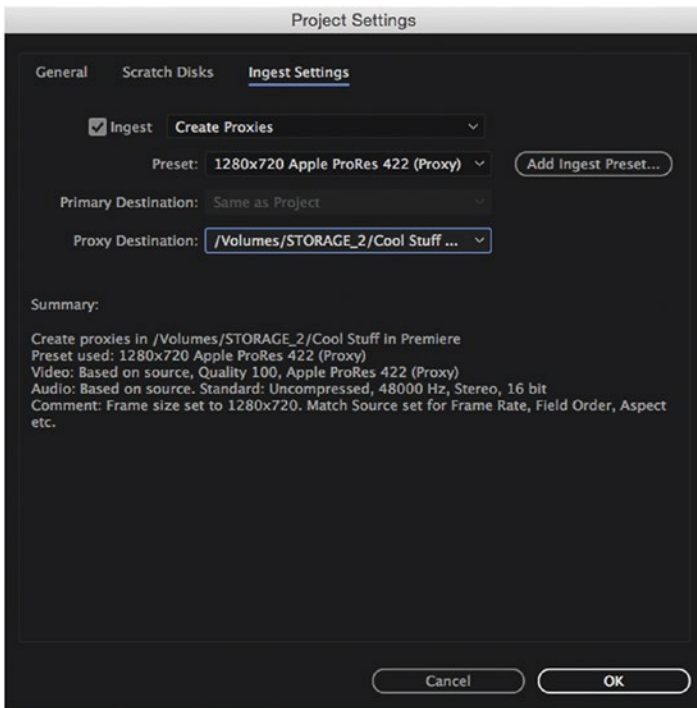 Project Settings
General Scratch Disks Ingest Settings
Ingest Create Proxies
Preset: 1280x720 Apple ProRes 422 (Proxy) Add Ingest Preset...
Primary Destination: Same as Project
Proxy Destination: /Volumes/STORAGE_2/Cool Stuff ...
Summary:
Create proxies in /Volumes/STORAGE_2/Cool Stuff in Premiere
Preset used: 1280x720 Apple ProRes 422 (Proxy)
Video: Based on source, Quality 100, Apple ProRes 422 (Proxy)
Audio: Based on source. Standard: Uncompressed, 48000 Hz, Stereo, 16 bit
Comment: Frame size set to 1280x720. Match Source set for Frame Rate, Field Order, Aspect
etc.
Cancel OK